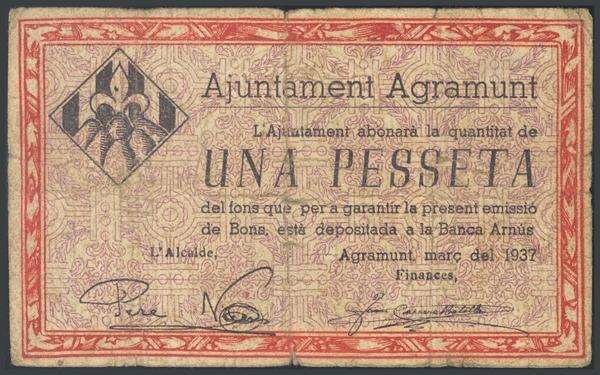 Ajuntament Agramunt
L'Ajuntament abonarà la quantitat de
UNA PESSETA
del fons que per a garantir la present emissió
de Bons, està depositada a la Banca Arnús
L'Alcalde,
Agramunt, març del 1937
Finances,
Pere